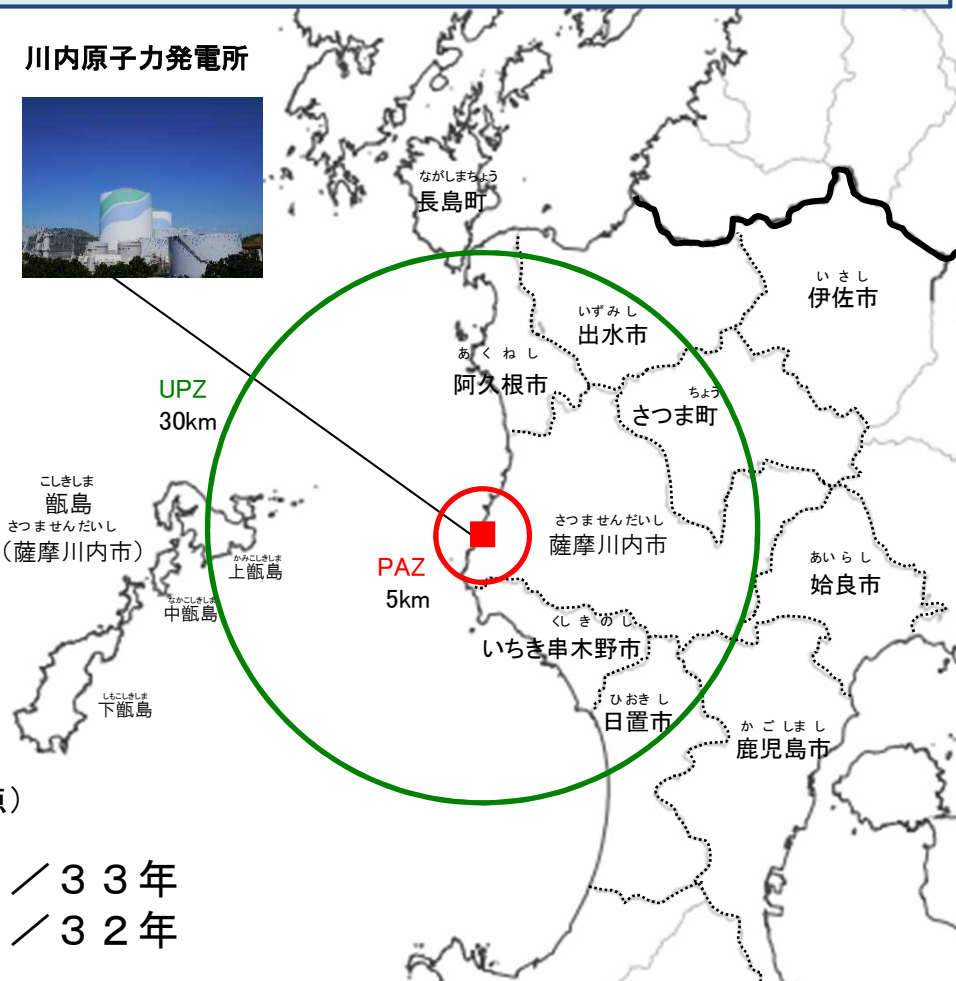 川内原子力発電所
ながしまちょう
長島町
いさし
伊佐市
いずみし
出水市
あくねし
阿久根市
ちょう
さつま町
UPZ
30km
こしきしま
甑島
さつませんだいし
（薩摩川内市）
かみこしきしま
上甑島
なかこしきしま
中甑島
しもこしきしま
下甑島
PAZ
5km
さつませんだいし
薩摩川内市
あいらし
姶良市
くしきのし
いちき串木野市
ひおきし
日置市
かごしまし
鹿児島市
）
／３３年
／３２年